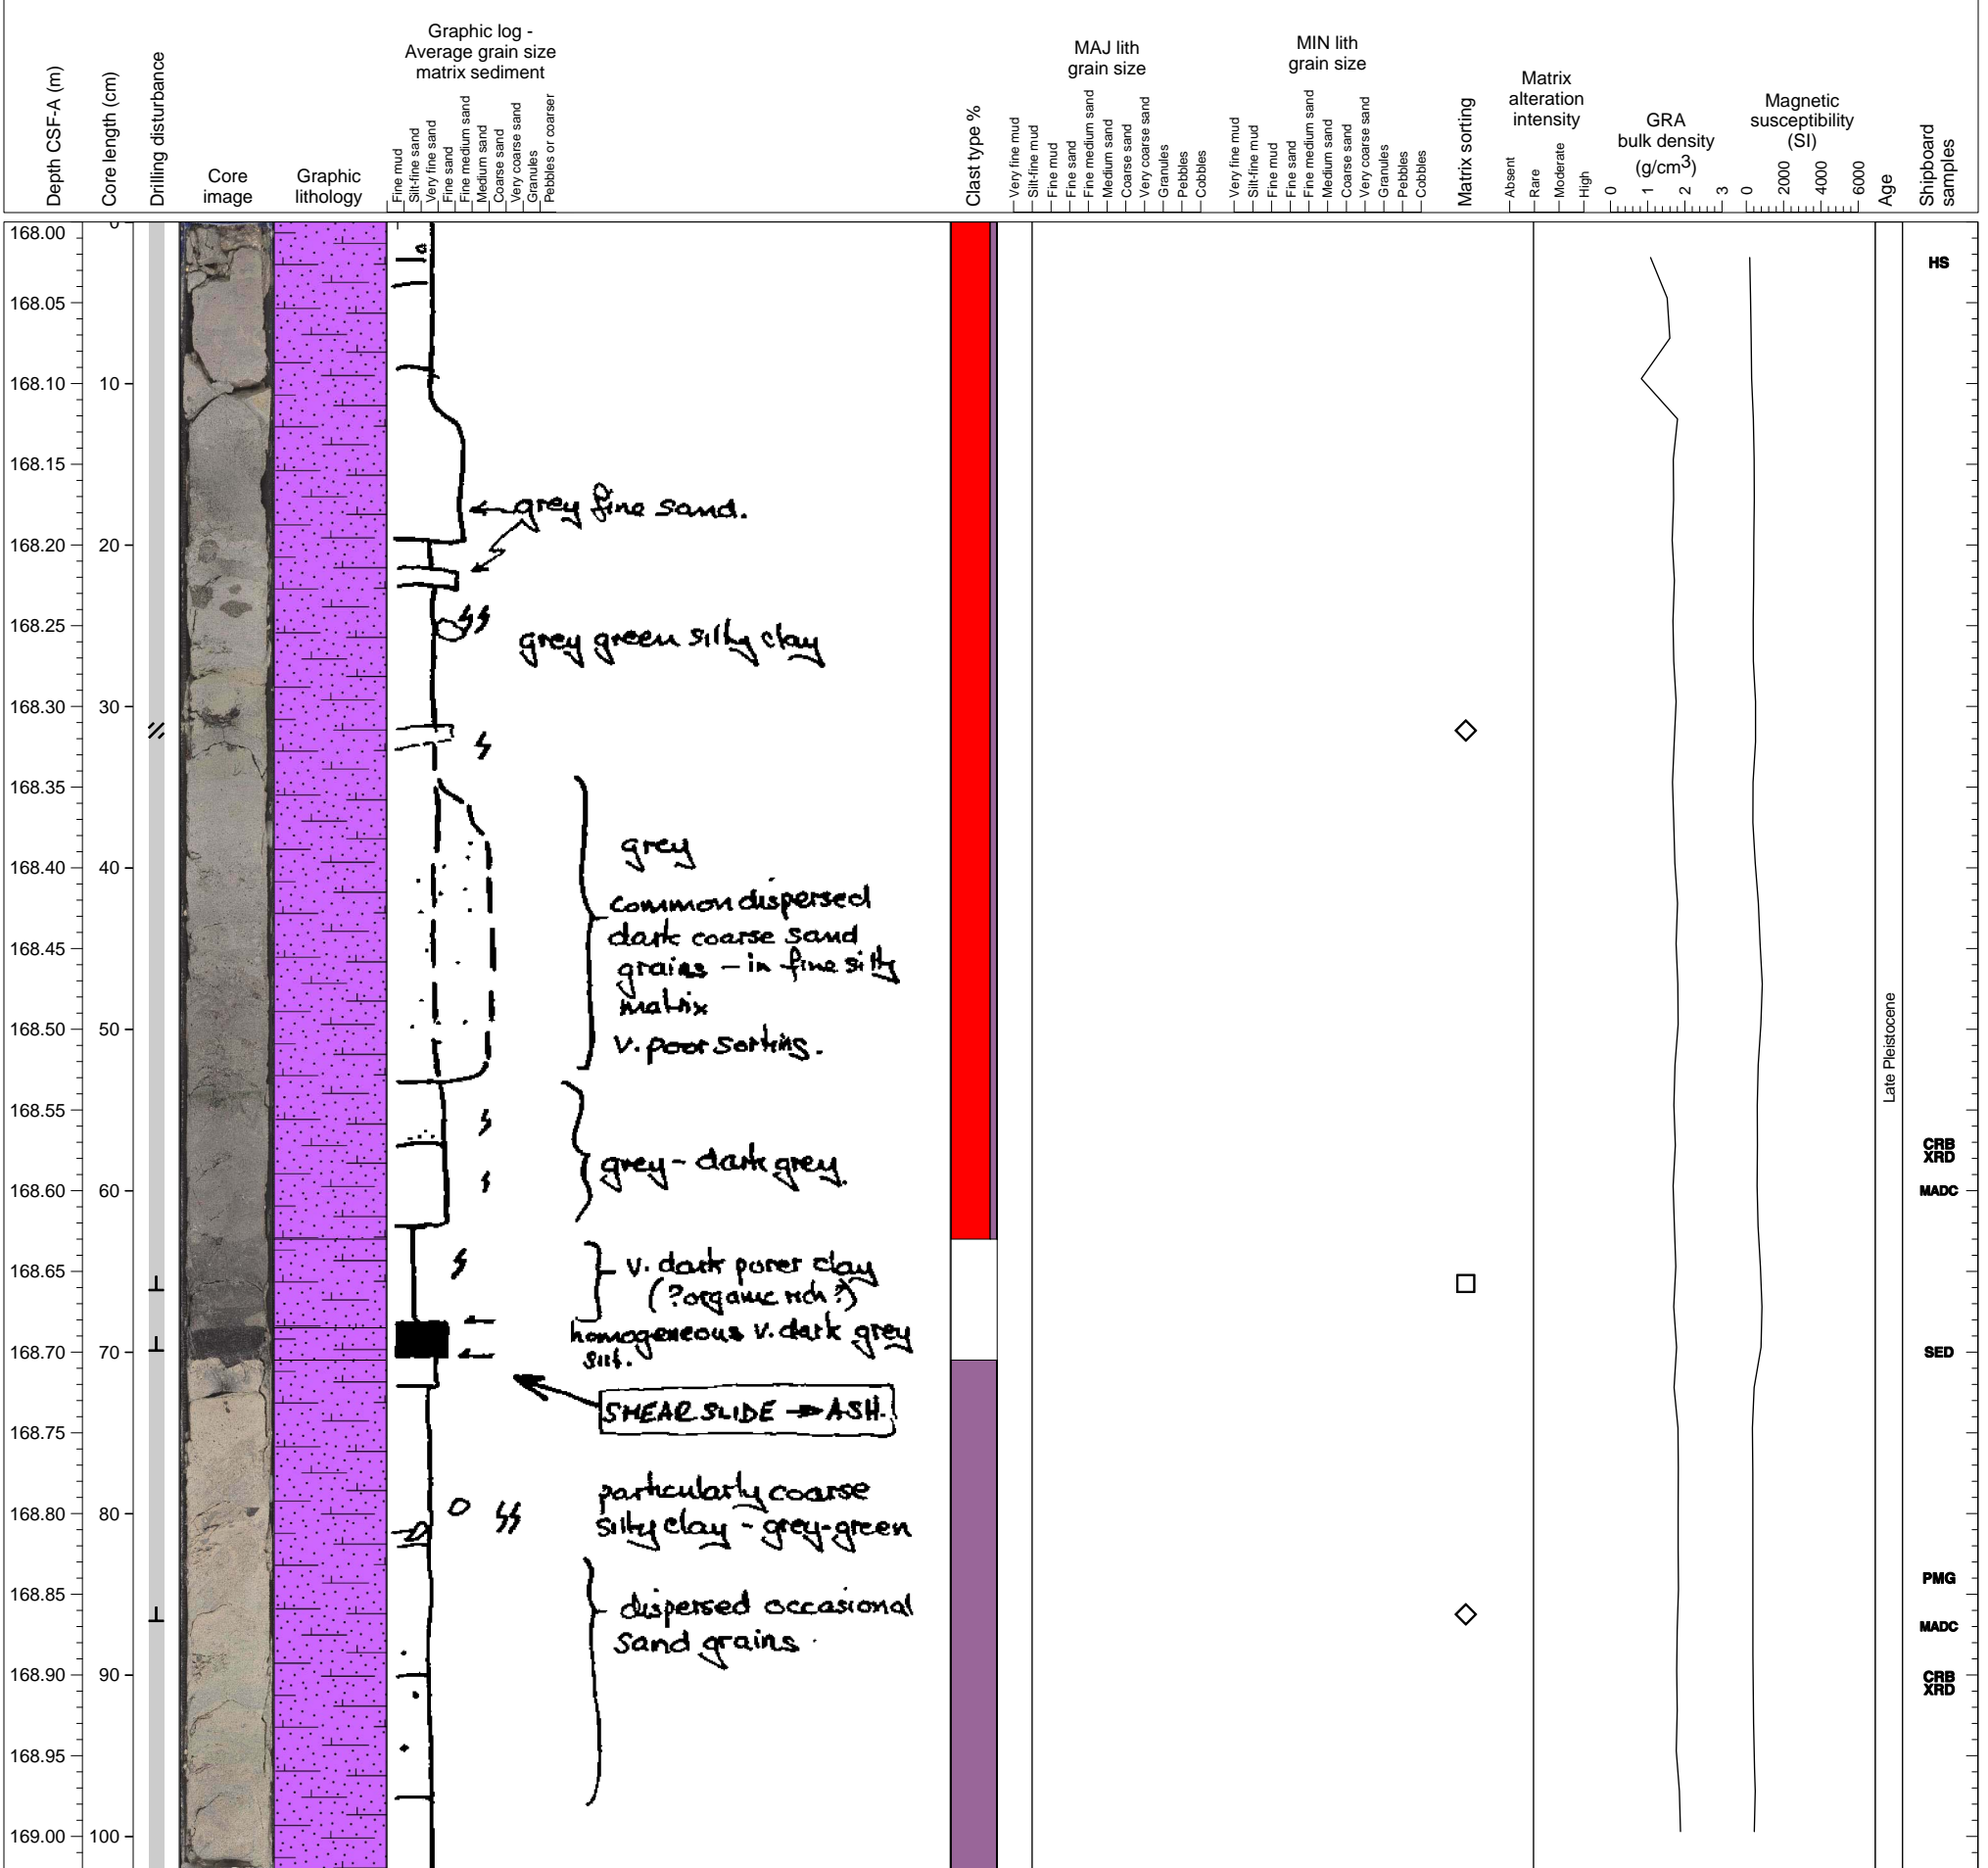 Graphic log -
Average grain size
matrix sediment
MAJ lith
grain size
MIN lith
grain size
Matrix
alteration
intensity
GRA
bulk density
(g/cm3)
Magnetic
susceptibility
(SI)
Depth CSF-A (m)
Core length (cm)
Drilling disturbance
Core
image
Graphic
lithology
Fine mud
Silt-fine sand
Very fine sand
Fine sand
Fine medium sand
Medium sand
Coarse sand
Very coarse sand
Granules
Pebbles or coarser
Clast type %
Very fine mud
Silt-fine mud
Fine mud
Fine sand
Fine medium sand
Medium sand
Coarse sand
Very coarse sand
Granules
Pebbles
Cobbles
Very fine mud
Silt-fine mud
Fine mud
Fine sand
Fine medium sand
Medium sand
Coarse sand
Very coarse sand
Granules
Pebbles
Cobbles
Matrix sorting
Absent
Rare
Moderate
High
0 1 2 3
0 2000 4000 6000
Age
Shipboard
samples
168.00 0
HS
168.05
168.10 10
168.15
grey fine sand.
168.20 20
168.25
grey green silty clay
168.30 30
168.35
grey
168.40 40
common dispersed
dark coarse sand
168.45
grains – in fine silty
matrix
168.50 50
v. poor sorting.
Late Pleistocene
168.55
CRB
XRD
grey – dark grey.
168.60 60
MADC
168.65
v. dark purer clay
(?organic rich?)
homogeneous v. dark grey
silt.
168.70 70
SED
SMEAR SLIDE → ASH.
168.75
particularly coarse
168.80 80
silty clay – grey-green
168.85
PMG
dispersed occasional
sand grains
MADC
168.90 90
CRB
XRD
168.95
169.00 100